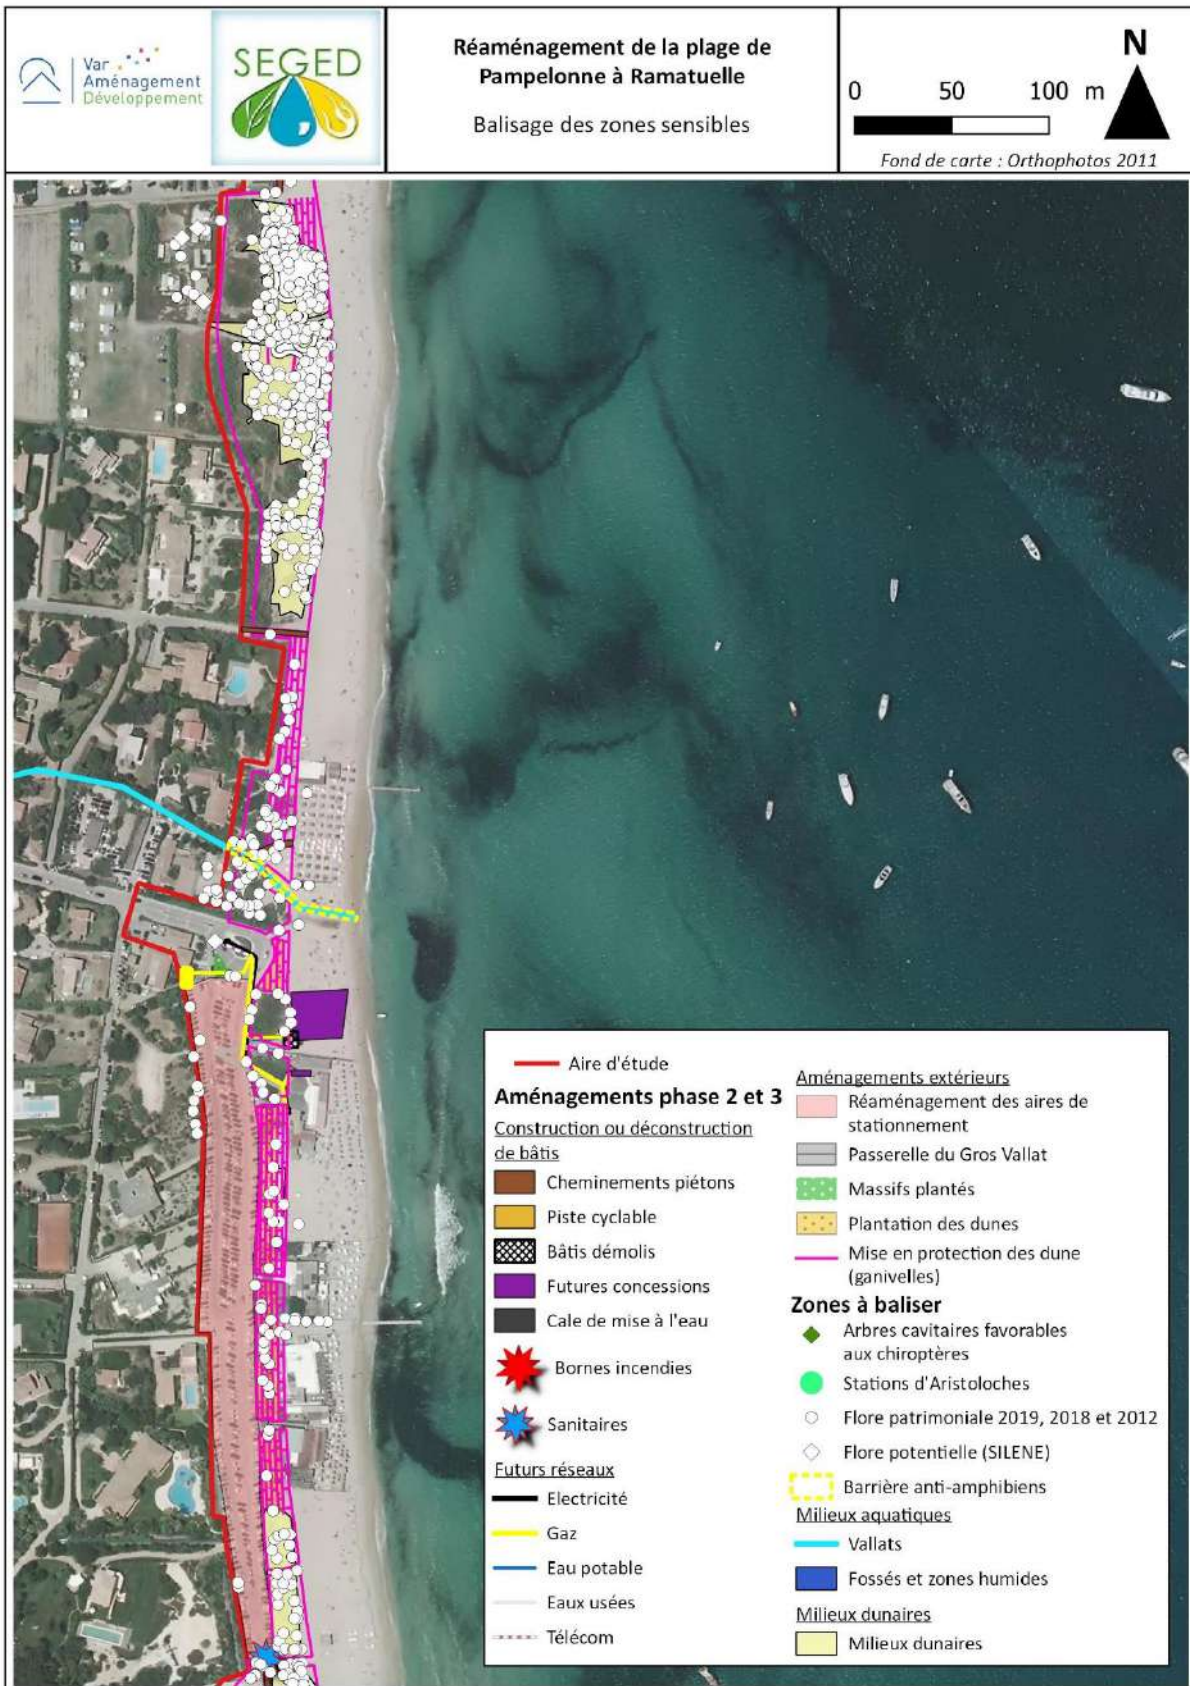 Var
Aménagement
Développement
SEGED
Réaménagement de la plage de
Pampelonne à Ramatuelle
Balisage des zones sensibles
N
0 50 100 m
Fond de carte : Orthophotos 2011
Aire d'étude
Aménagements phase 2 et 3
Construction ou déconstruction
de bâtis
Cheminements piétons
Piste cyclable
Bâtis démolis
Futures concessions
Cale de mise à l'eau
Bornes incendies
Sanitaires
Futurs réseaux
Electricité
Gaz
Eau potable
Eaux usées
Télécom
Aménagements extérieurs
Réaménagement des aires de
stationnement
Passerelle du Gros Vallat
Massifs plantés
Plantation des dunes
Mise en protection des dune
(ganivelles)
Zones à baliser
Arbres cavitaires favorables
aux chiroptères
Stations d'Aristoloches
Flore patrimoniale 2019, 2018 et 2012
Flore potentielle (SILENE)
Barrière anti-amphibiens
Milieux aquatiques
Vallats
Fossés et zones humides
Milieux dunaires
Milieux dunaires